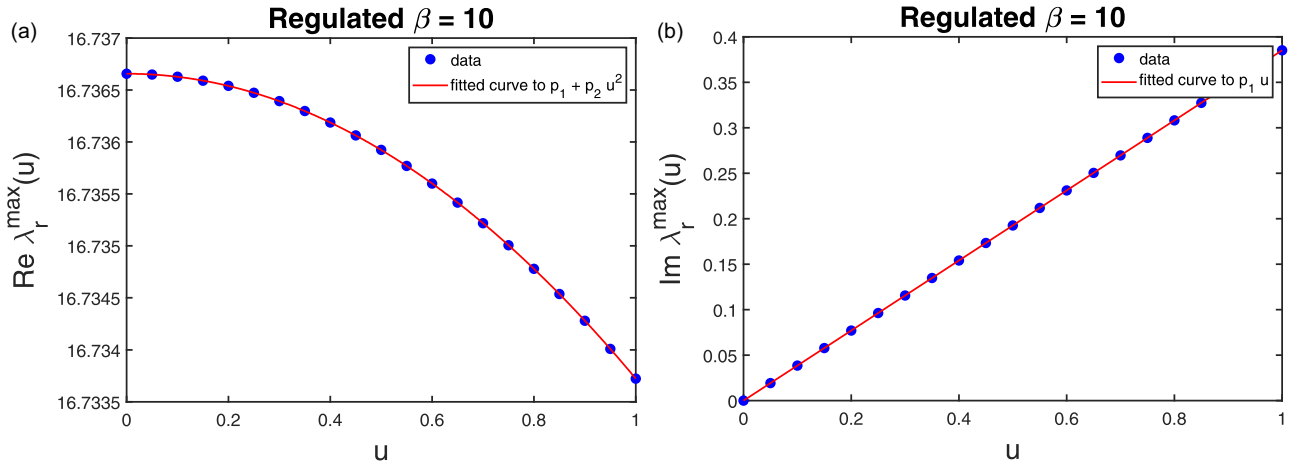 (a)
Regulated β = 10
16.737
16.7365
16.736
16.7355
16.735
16.7345
16.734
16.7335
0
0.2
0.4
0.6
0.8
1
Re λ_r^max(u)
u
data
fitted curve to p_1 + p_2 u^2
(b)
Regulated β = 10
0.4
0.35
0.3
0.25
0.2
0.15
0.1
0.05
0
0
0.2
0.4
0.6
0.8
1
Im λ_r^max(u)
u
data
fitted curve to p_1 u